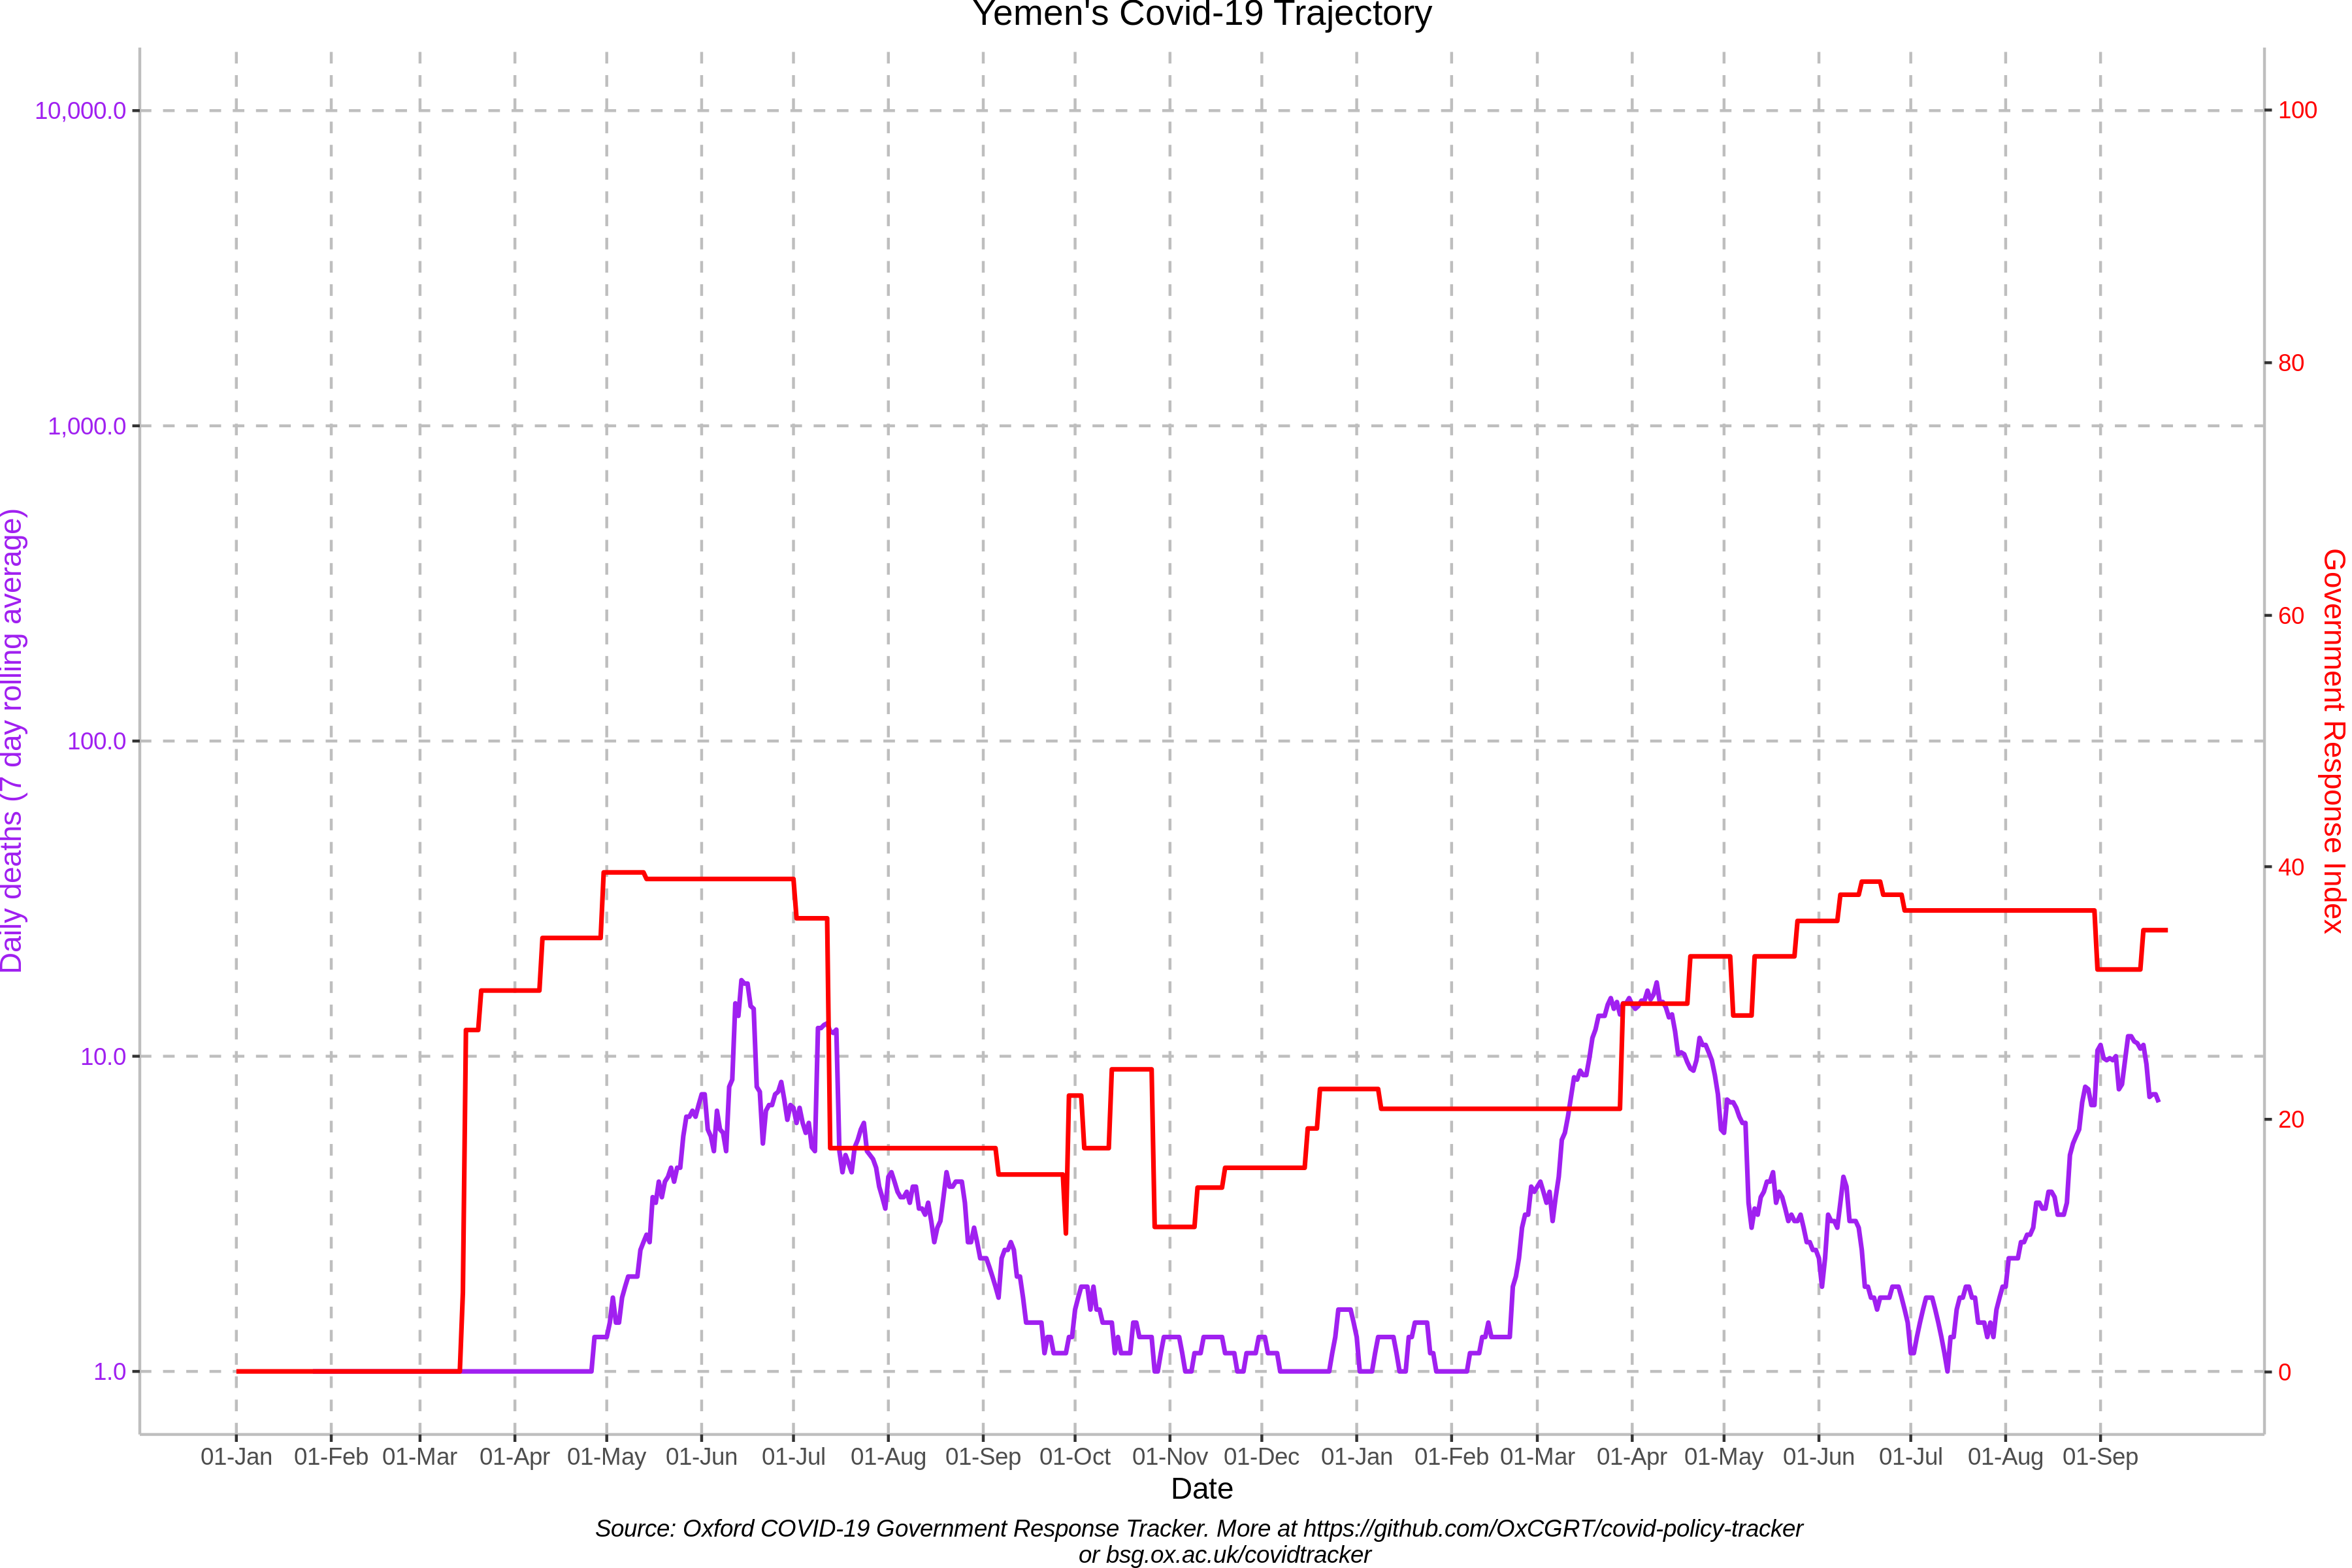 Yemen's Covid-19 Trajectory
10,000.0
1,000.0
100.0
10.0
1.0
Daily deaths (7 day rolling average)
100
80
60
40
20
0
Government Response Index
01-Jan 01-Feb 01-Mar 01-Apr 01-May 01-Jun 01-Jul 01-Aug 01-Sep 01-Oct 01-Nov 01-Dec 01-Jan 01-Feb 01-Mar 01-Apr 01-May 01-Jun 01-Jul 01-Aug 01-Sep
Date
Source: Oxford COVID-19 Government Response Tracker. More at https://github.com/OxCGRT/covid-policy-tracker
or bsg.ox.ac.uk/covidtracker